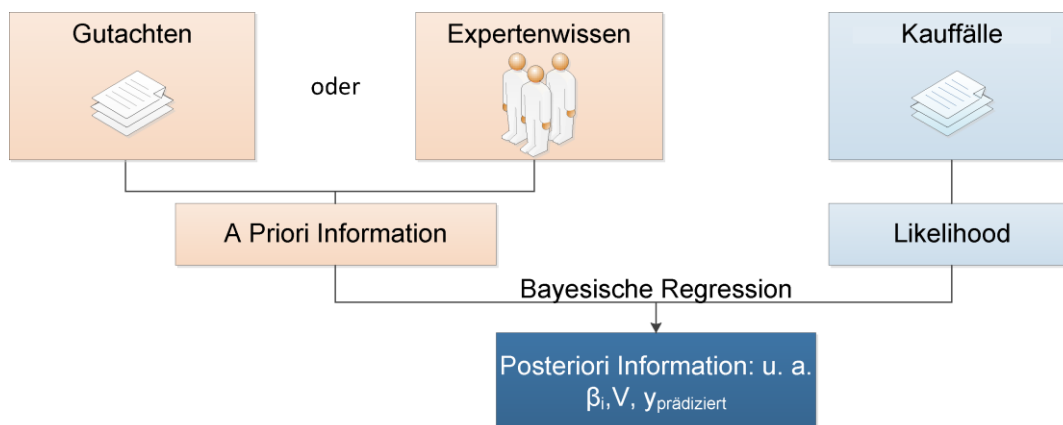 Gutachten
oder
Expertenwissen
Kauffälle
A Priori Information
Likelihood
Bayesische Regression
Posteriori Information: u. a.
βi,V, yprädiziert